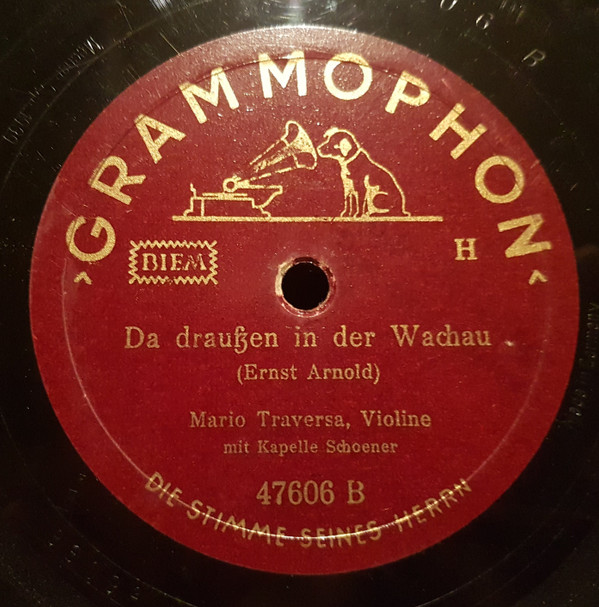 ›GRAMMOPHON‹
BIEM
H
Da draußen in der Wachau
(Ernst Arnold)
Mario Traversa, Violine
mit Kapelle Schoener
47606 B
DIE STIMME SEINES HERRN